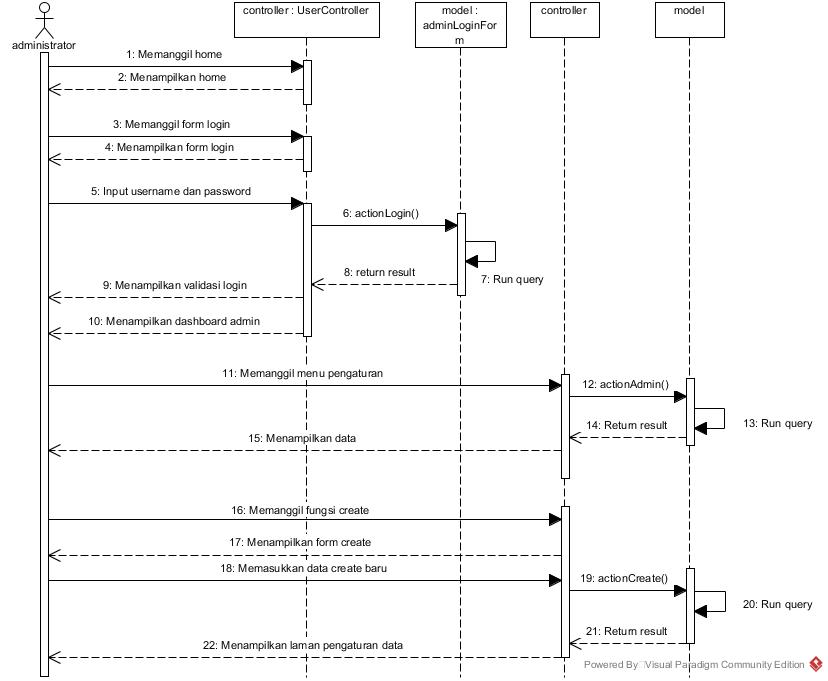 controller : UserController
model :
adminLoginFor
m
controller
model
administrator
1: Memanggil home
2: Menampilkan home
3: Memanggil form login
4: Menampilkan form login
5: Input username dan password
6: actionLogin()
7: Run query
8: return result
9: Menampilkan validasi login
10: Menampilkan dashboard admin
11: Memanggil menu pengaturan
12: actionAdmin()
13: Run query
14: Return result
15: Menampilkan data
16: Memanggil fungsi create
17: Menampilkan form create
18: Memasukkan data create baru
19: actionCreate()
20: Run query
21: Return result
22: Menampilkan laman pengaturan data
Powered By Visual Paradigm Community Edition